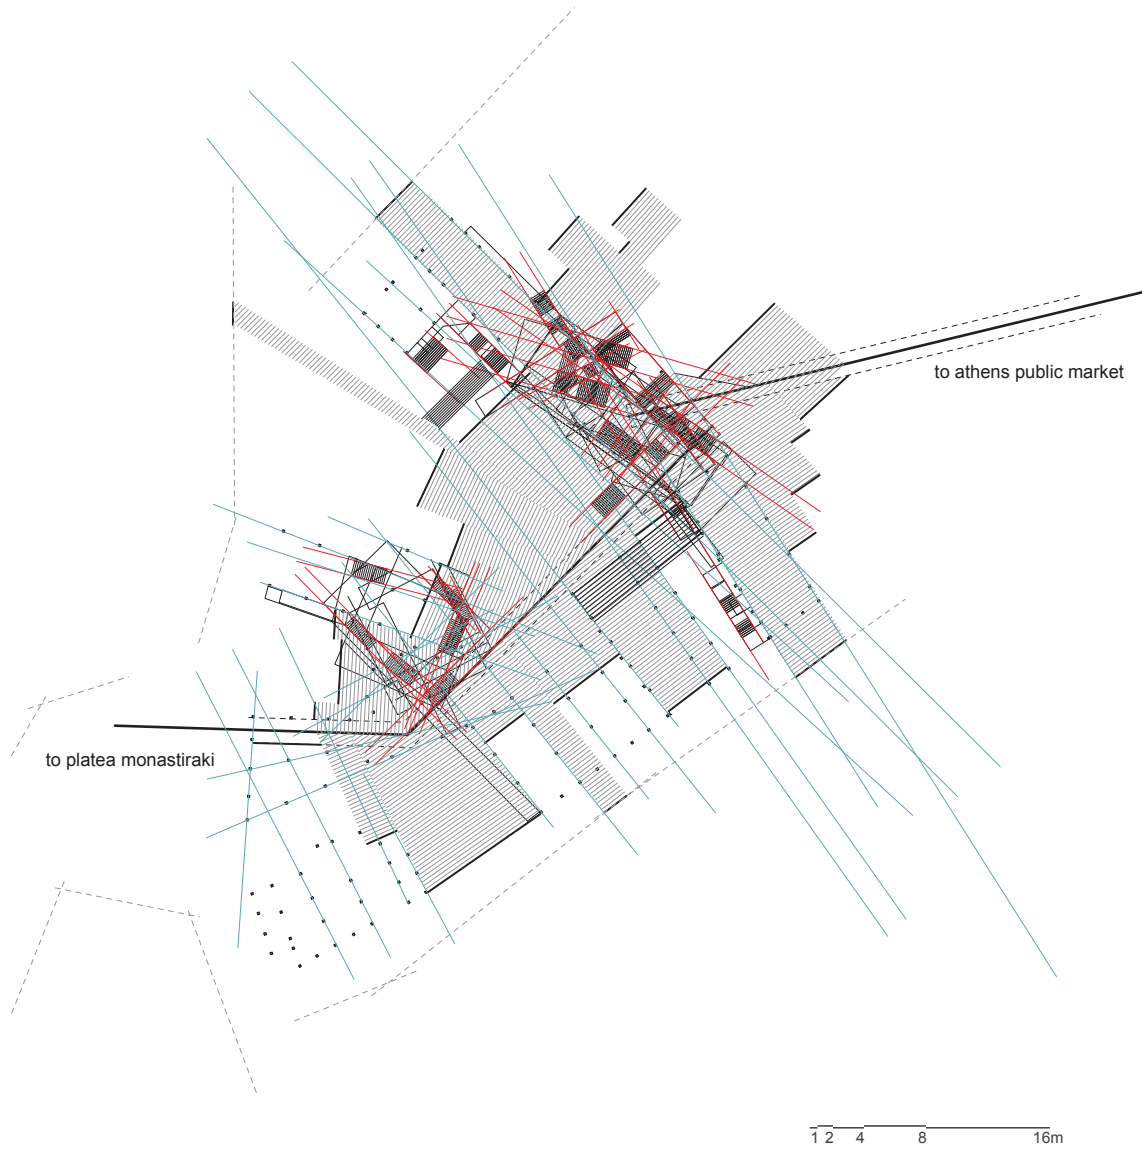 to athens public market
to platea monastiraki
1 2 4 8 16m